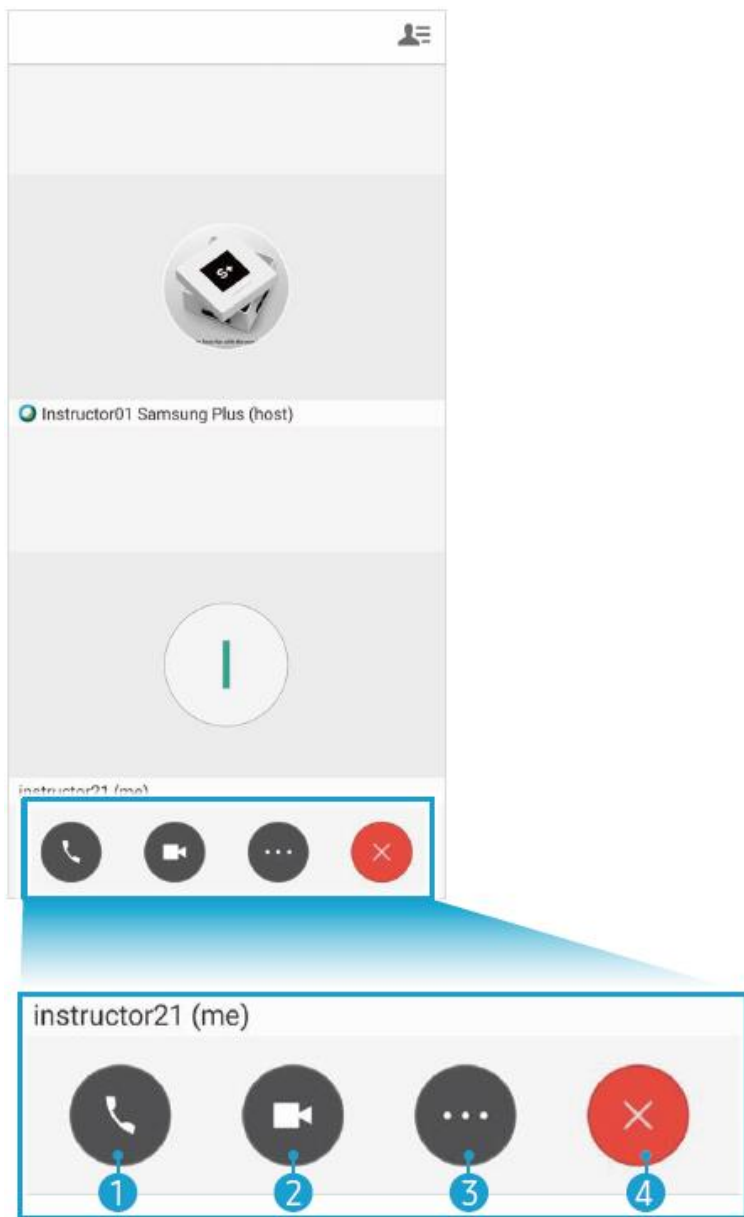 S+
Instructor01 Samsung Plus (host)
I
instructor21 (me)
instructor21 (me)
1 2 3 4